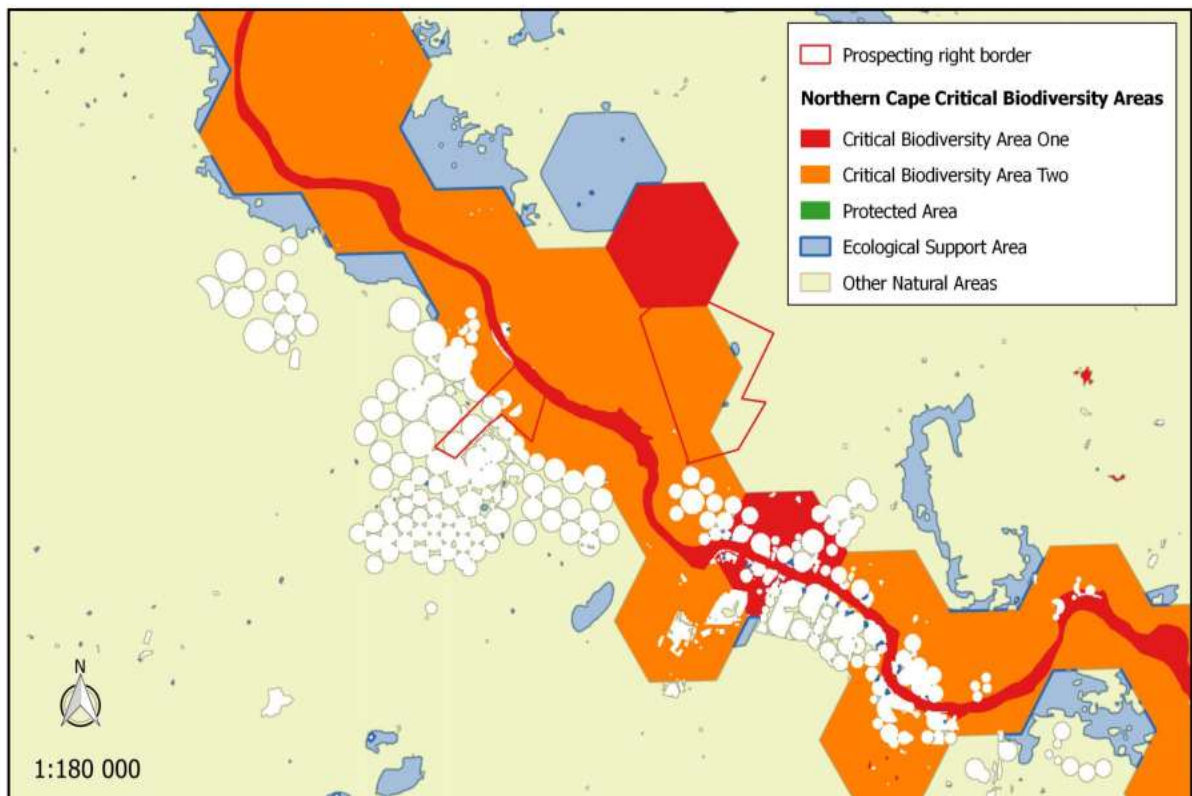 Prospecting right border
Northern Cape Critical Biodiversity Areas
Critical Biodiversity Area One
Critical Biodiversity Area Two
Protected Area
Ecological Support Area
Other Natural Areas
N
1:180 000